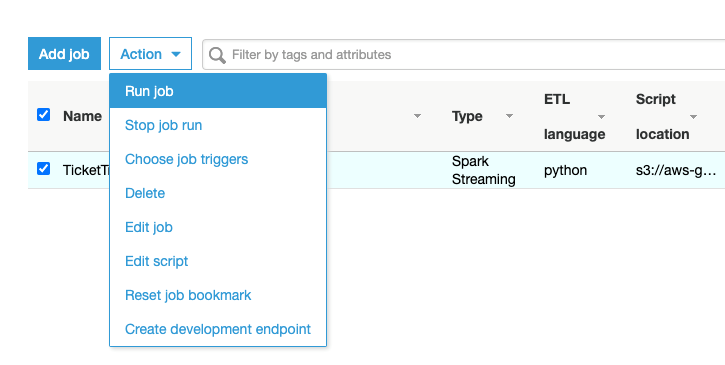 Add job
Action
Filter by tags and attributes
Run job
Stop job run
Choose job triggers
Delete
Edit job
Edit script
Reset job bookmark
Create development endpoint
Name
Type
ETL
language
Script
location
Spark
Streaming
python
s3://aws-g...